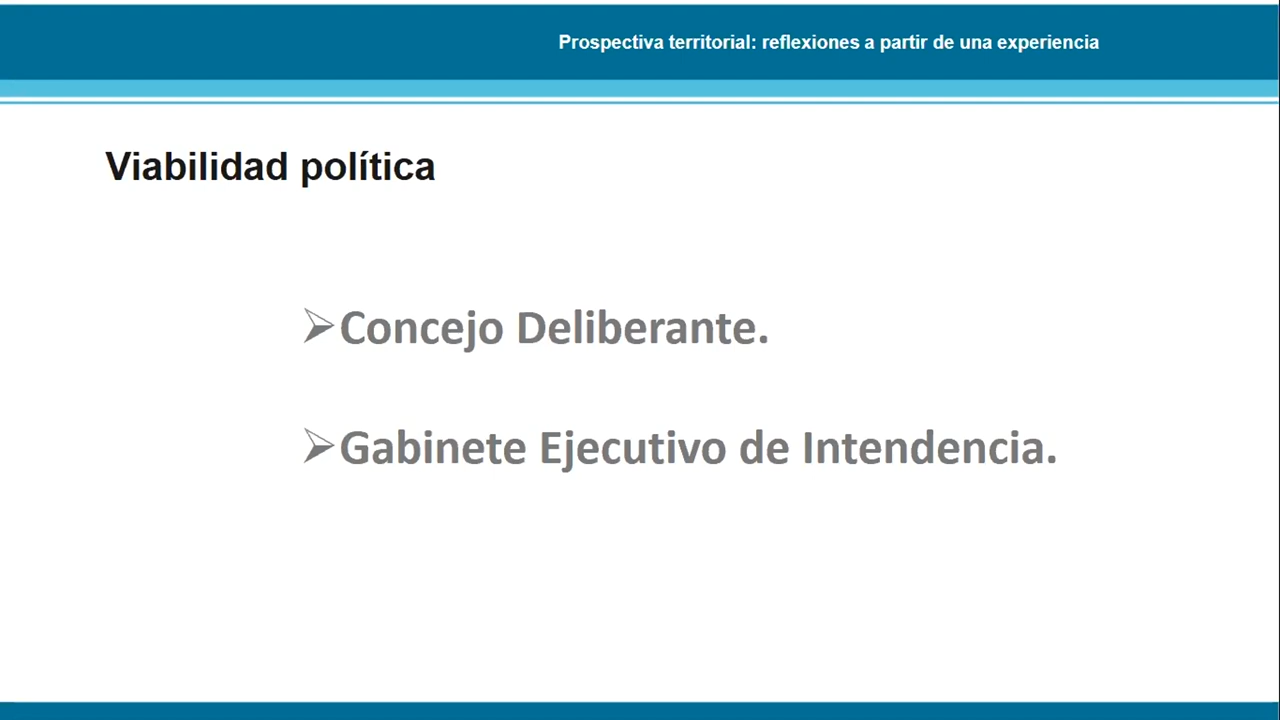 Prospectiva territorial: reflexiones a partir de una experiencia
Viabilidad política
➢Concejo Deliberante.
➢Gabinete Ejecutivo de Intendencia.